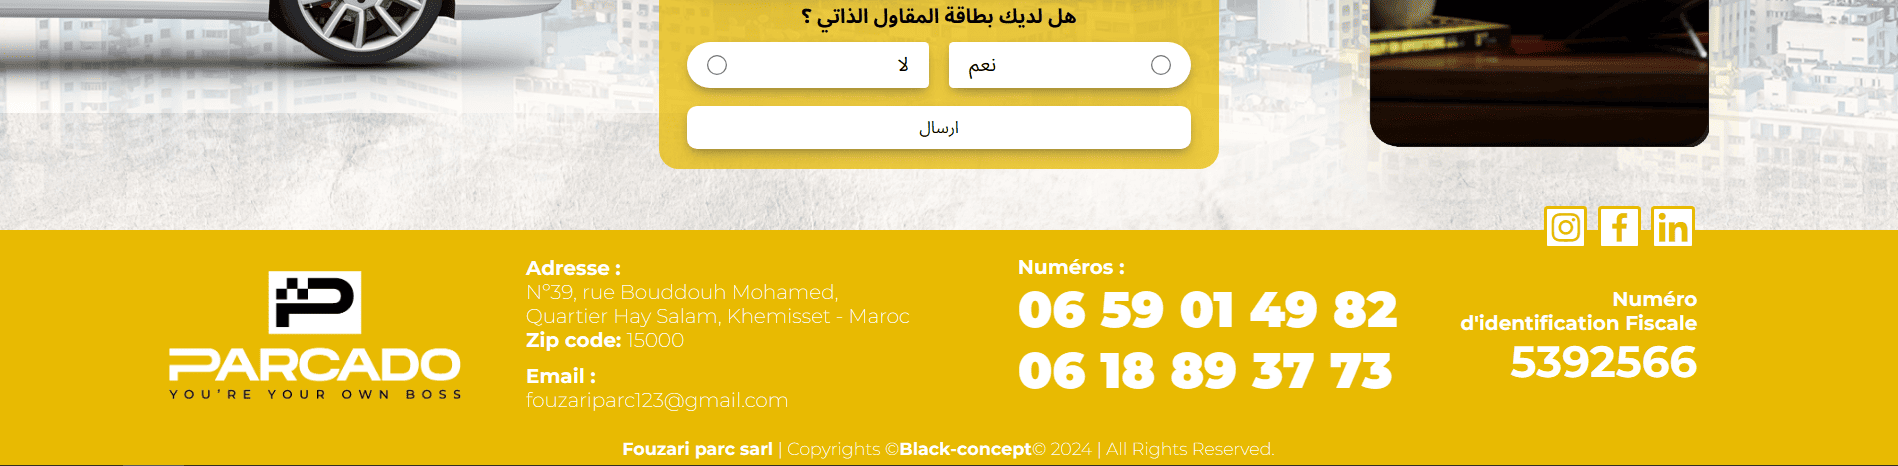 هل لديك بطاقة المقاول الذاتي ؟
نعم
لا
ارسال
PARCADO
YOU'RE YOUR OWN BOSS
Adresse :
N°39, rue Bouddouh Mohamed,
Quartier Hay Salam, Khemisset - Maroc
Zip code: 15000
Email :
fouzariparc123@gmail.com
Numéros :
06 59 01 49 82
06 18 89 37 73
Numéro
d'identification Fiscale
5392566
Fouzari parc sarl | Copyrights ©Black-concept© 2024 | All Rights Reserved.